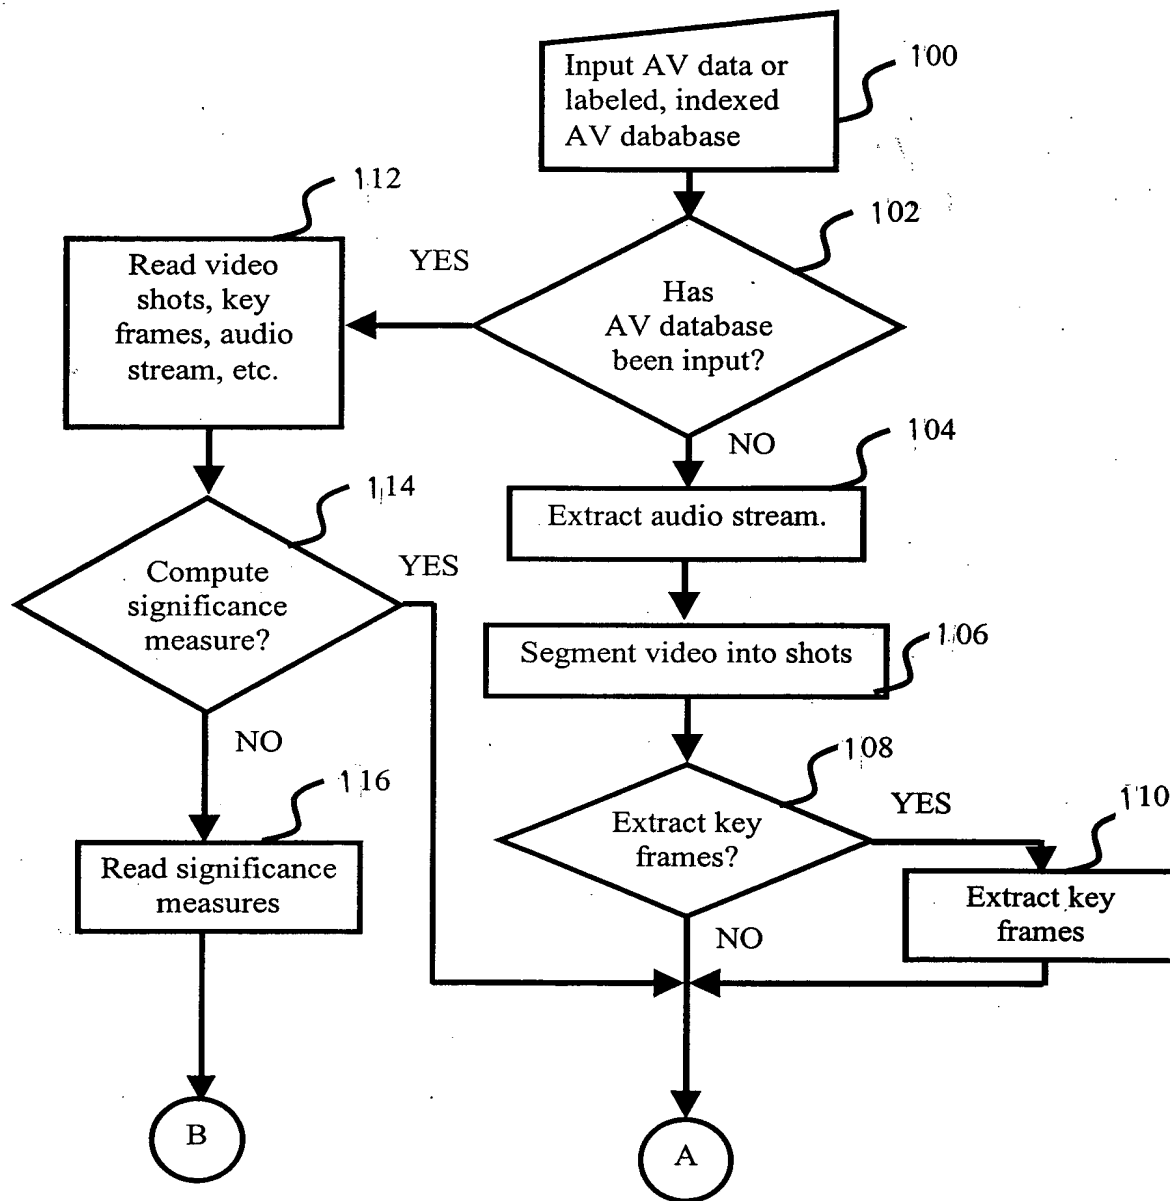 Input AV data or
labeled, indexed
AV dababase
100
102
Has
AV database
been input?
YES
112
Read video
shots, key
frames, audio
stream, etc.
NO
104
Extract audio stream.
114
Compute
significance
measure?
YES
106
Segment video into shots
NO
108
Extract key
frames?
YES
110
Extract key
frames
116
Read significance
measures
NO
B
A